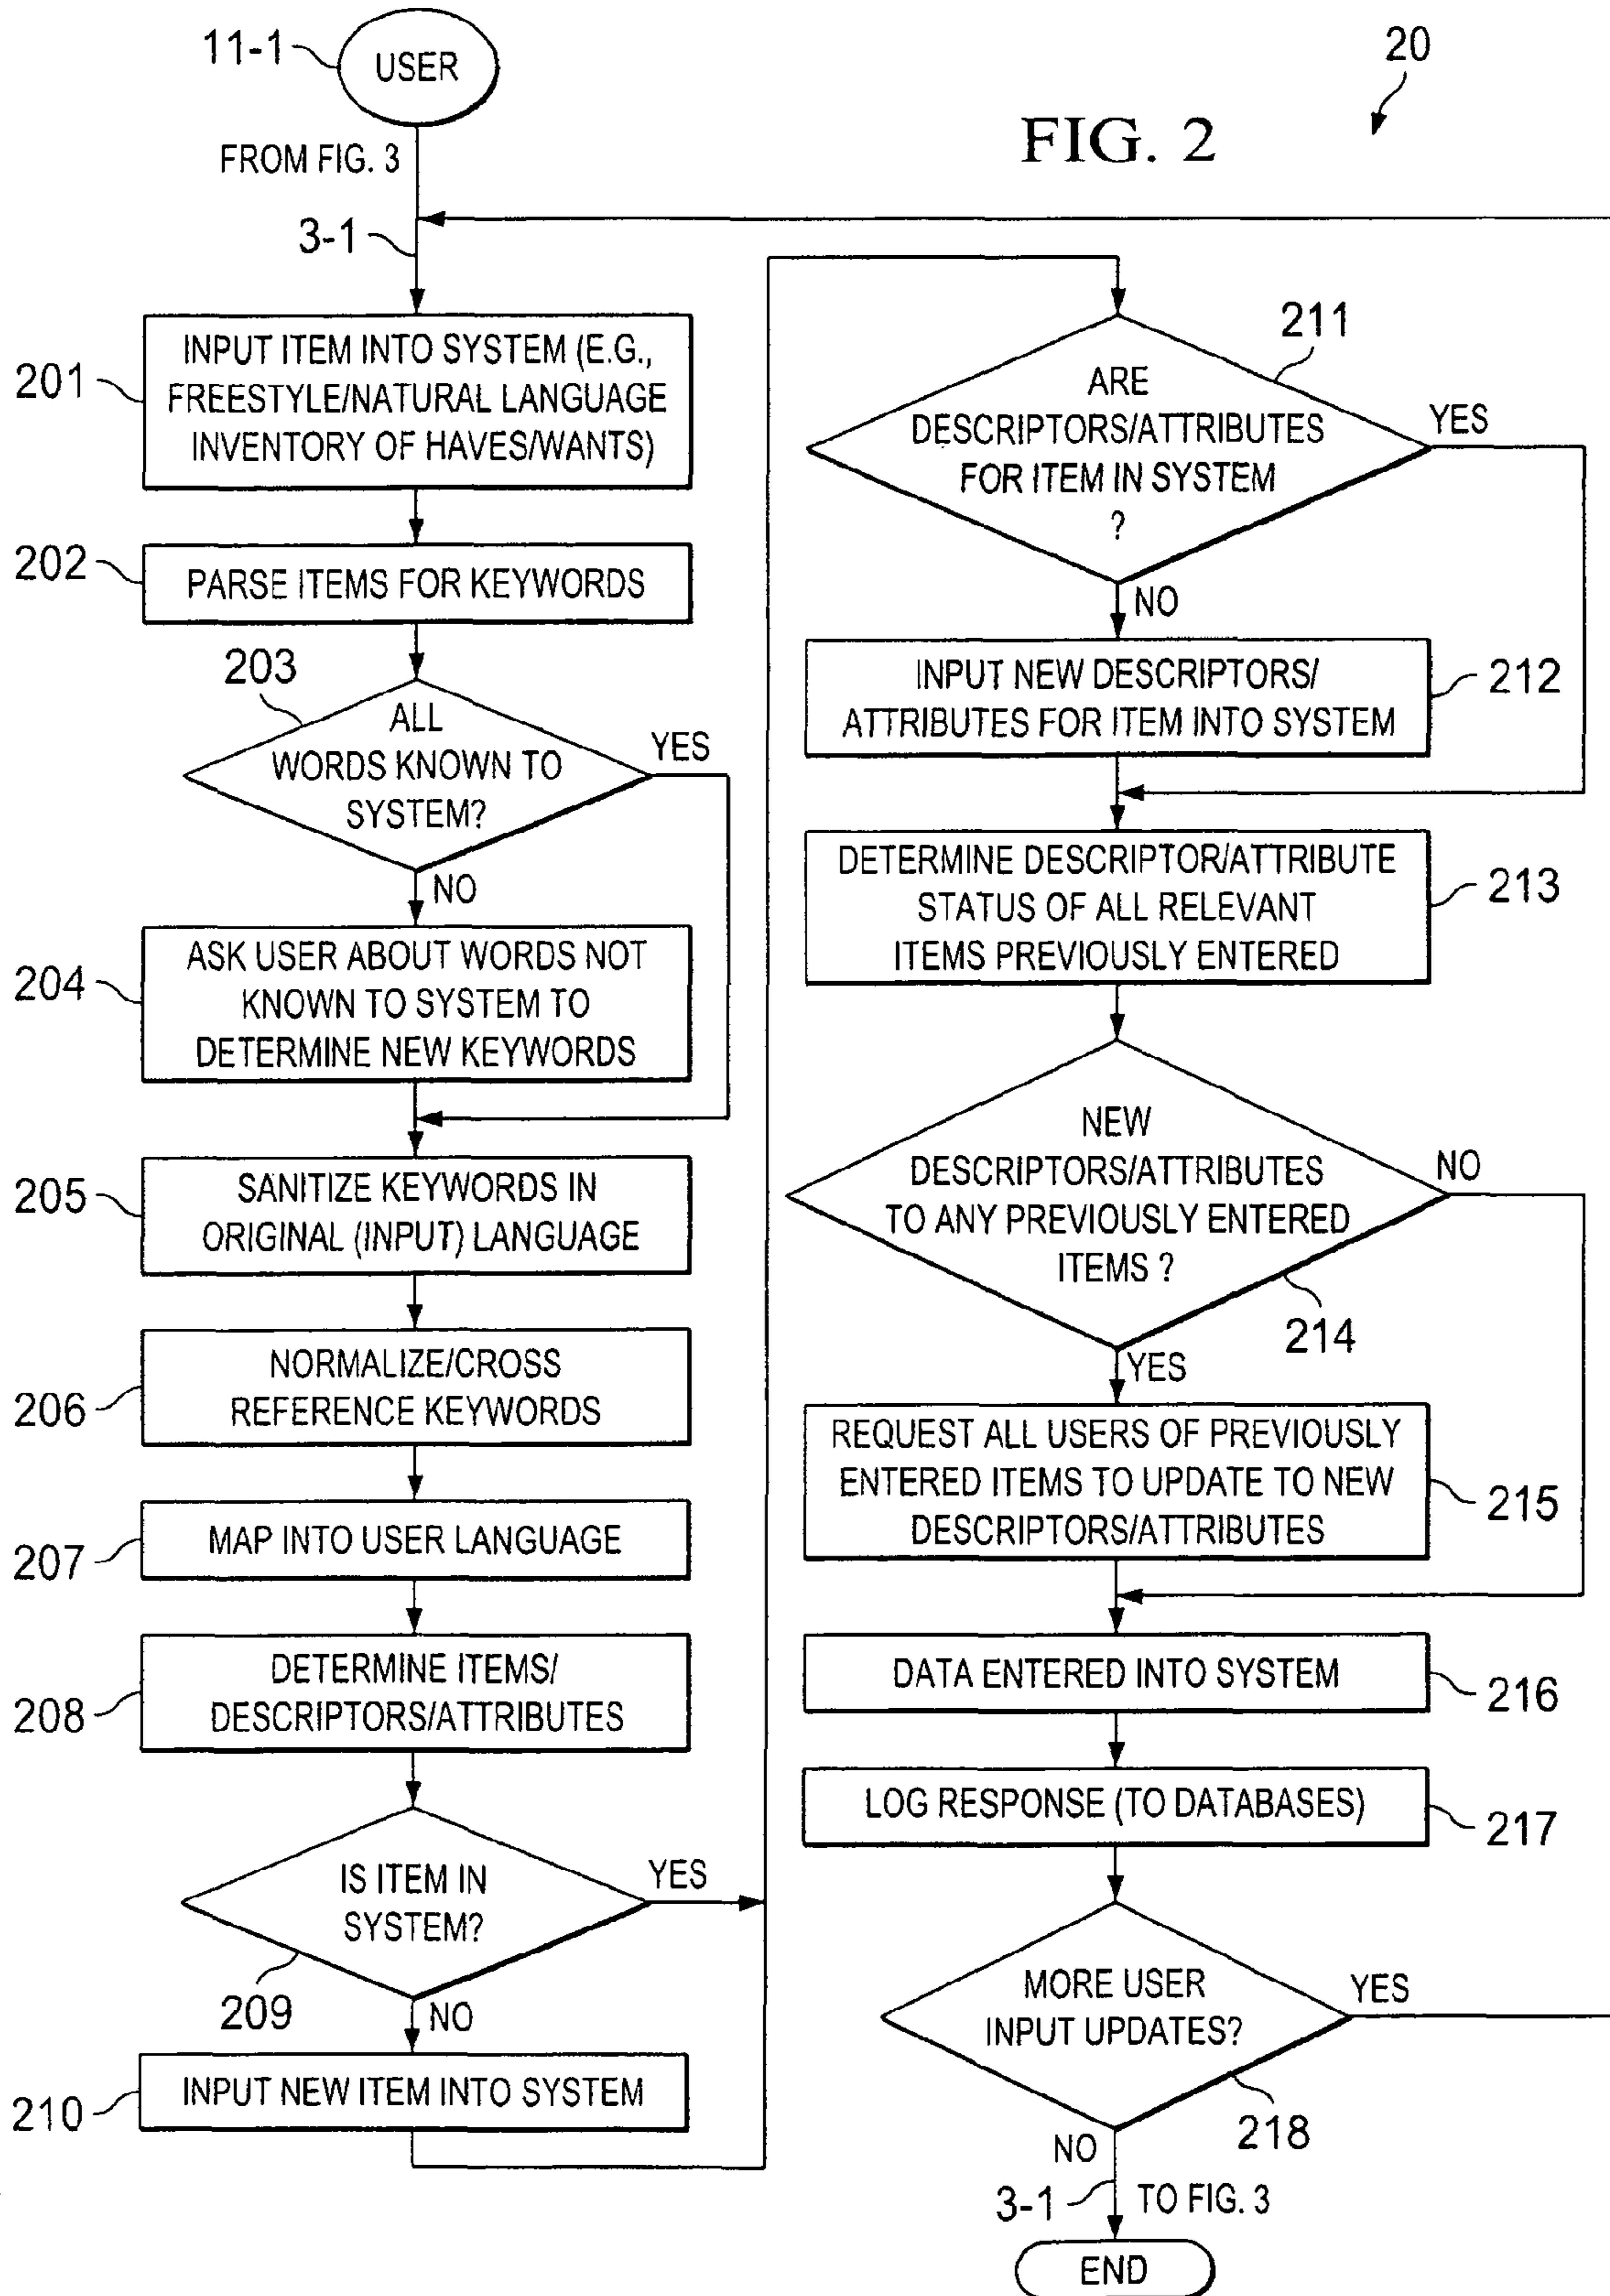 11-1
USER
20
FIG. 2
FROM FIG. 3
3-1
201
INPUT ITEM INTO SYSTEM (E.G.,
FREESTYLE/NATURAL LANGUAGE
INVENTORY OF HAVES/WANTS)
202
PARSE ITEMS FOR KEYWORDS
203
ALL
WORDS KNOWN TO
SYSTEM?
YES
NO
204
ASK USER ABOUT WORDS NOT
KNOWN TO SYSTEM TO
DETERMINE NEW KEYWORDS
205
SANITIZE KEYWORDS IN
ORIGINAL (INPUT) LANGUAGE
206
NORMALIZE/CROSS
REFERENCE KEYWORDS
207
MAP INTO USER LANGUAGE
208
DETERMINE ITEMS/
DESCRIPTORS/ATTRIBUTES
IS ITEM IN
SYSTEM?
YES
209
NO
210
INPUT NEW ITEM INTO SYSTEM
211
ARE
DESCRIPTORS/ATTRIBUTES
FOR ITEM IN SYSTEM
?
YES
NO
INPUT NEW DESCRIPTORS/
ATTRIBUTES FOR ITEM INTO SYSTEM
212
DETERMINE DESCRIPTOR/ATTRIBUTE
STATUS OF ALL RELEVANT
ITEMS PREVIOUSLY ENTERED
213
NEW
DESCRIPTORS/ATTRIBUTES
TO ANY PREVIOUSLY ENTERED
ITEMS ?
NO
214
YES
REQUEST ALL USERS OF PREVIOUSLY
ENTERED ITEMS TO UPDATE TO NEW
DESCRIPTORS/ATTRIBUTES
215
DATA ENTERED INTO SYSTEM
216
LOG RESPONSE (TO DATABASES)
217
MORE USER
INPUT UPDATES?
YES
218
NO
3-1
TO FIG. 3
END